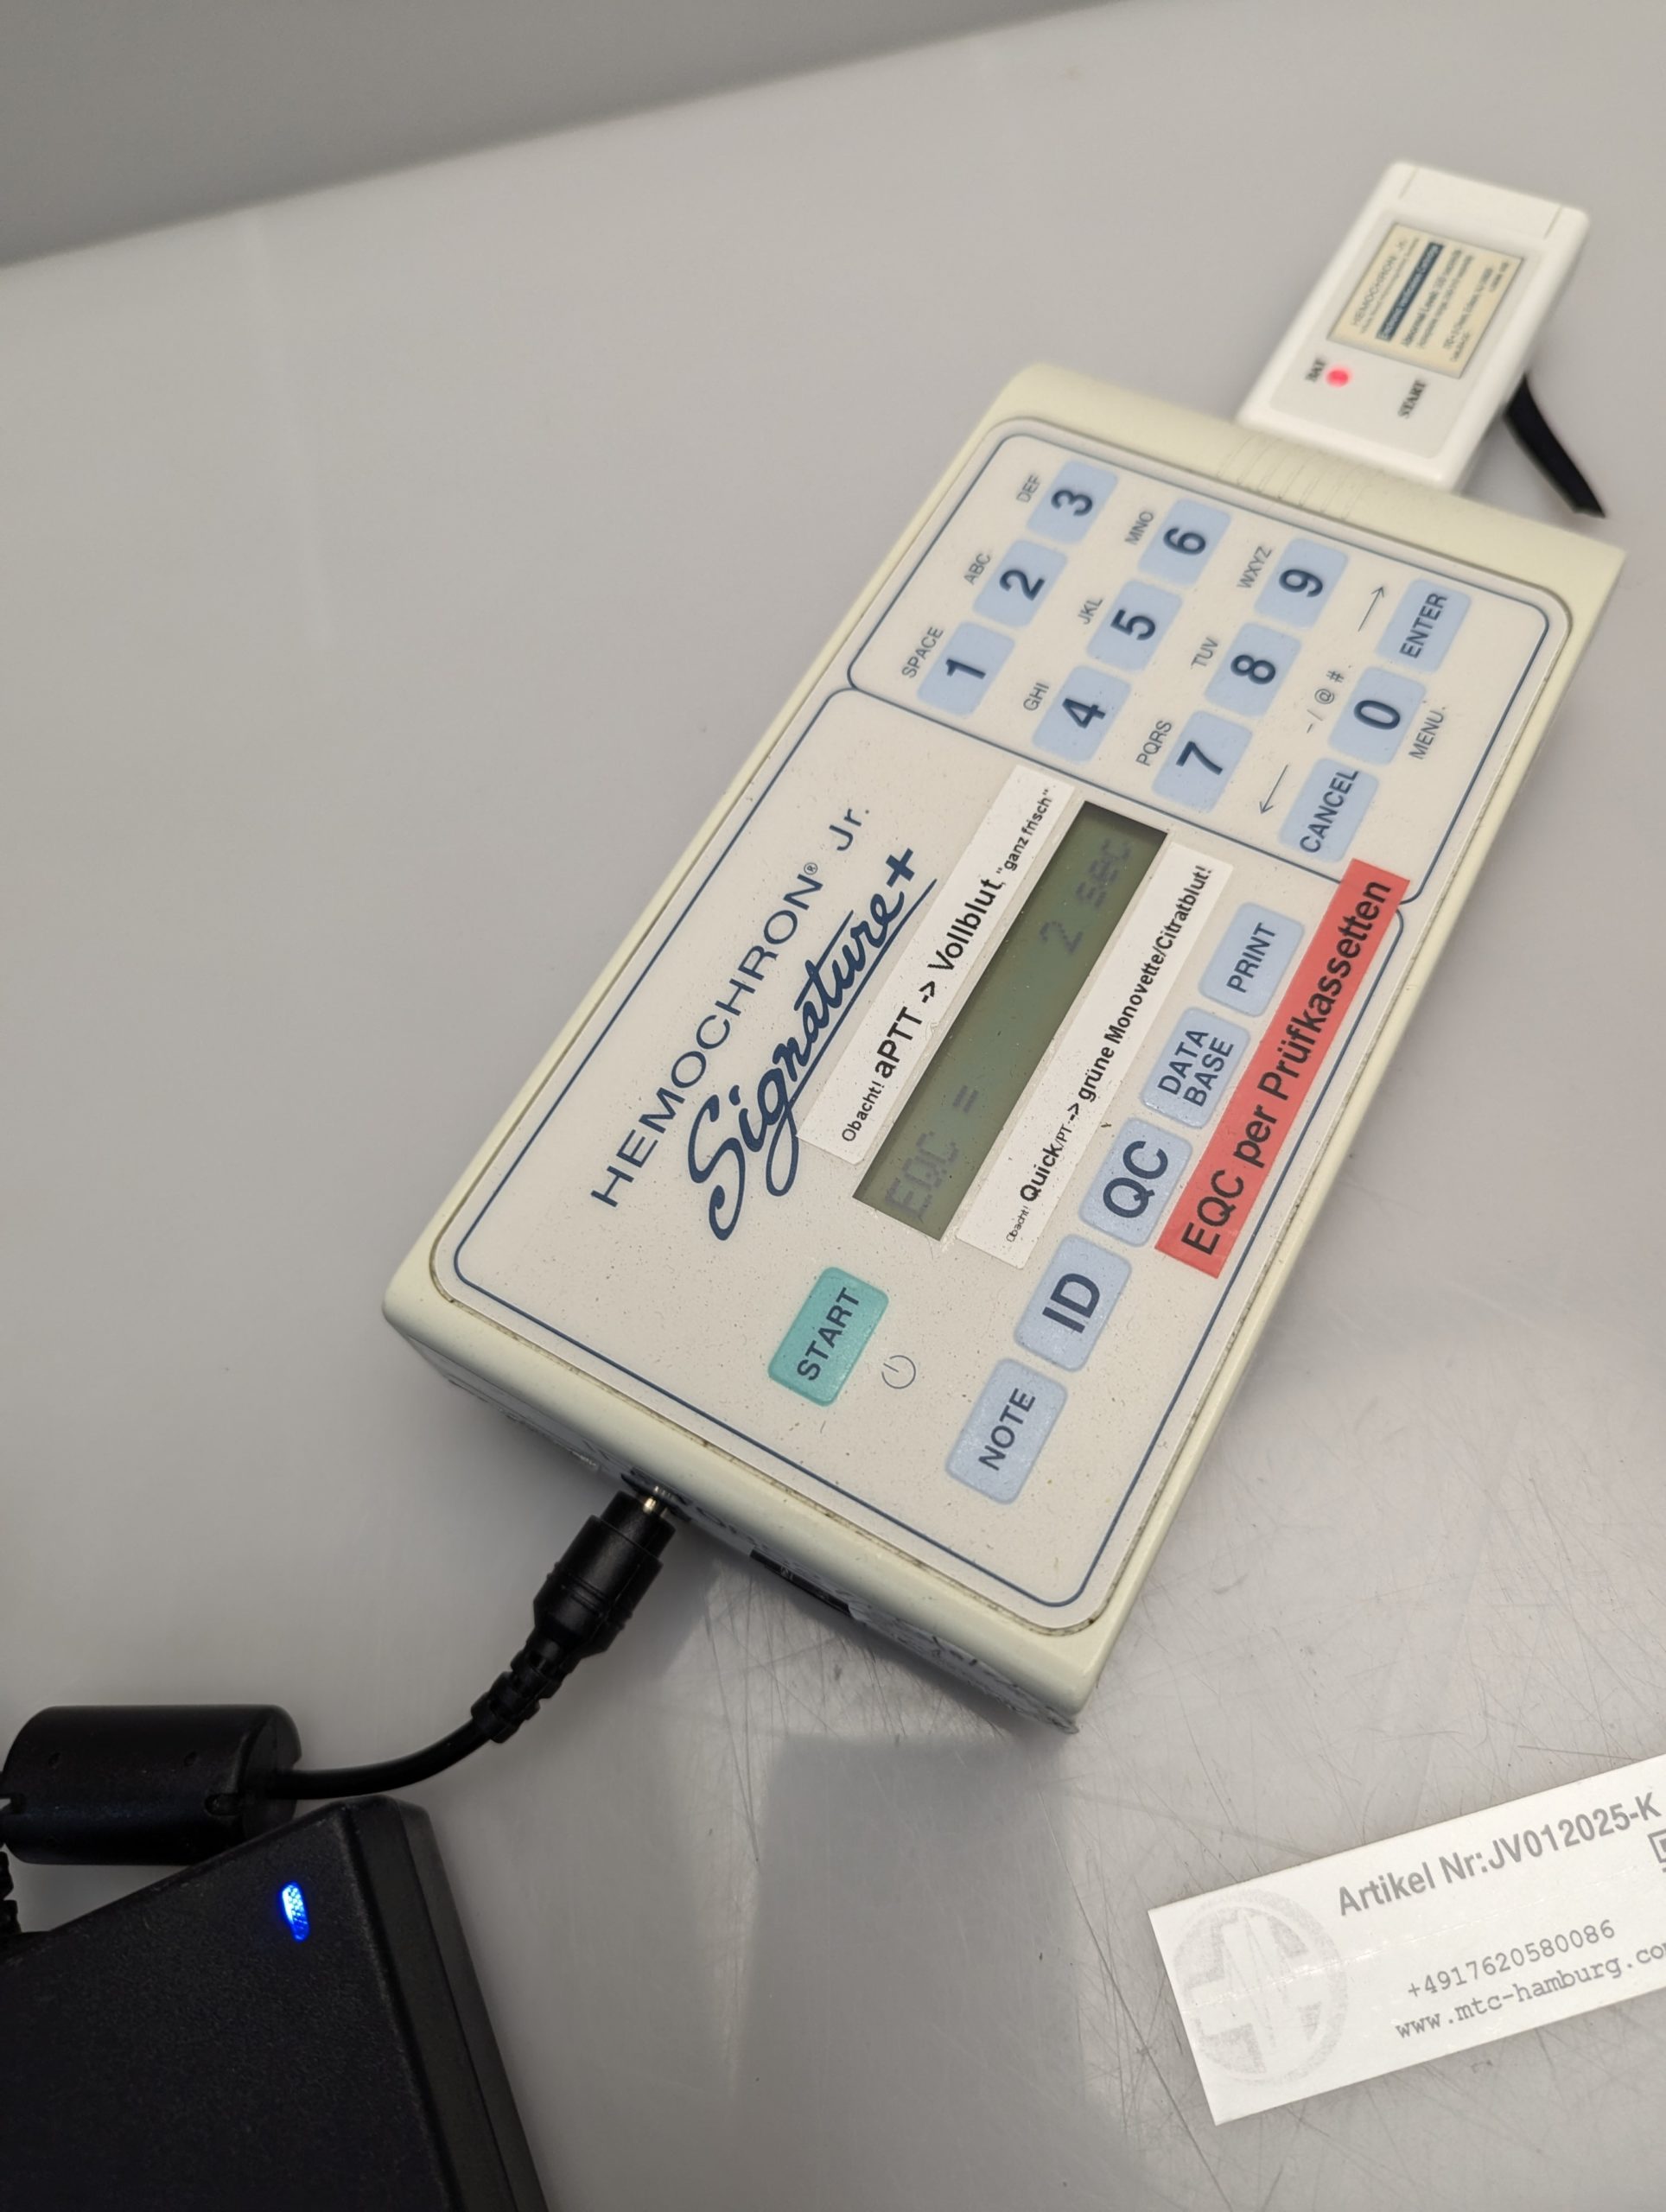 HEMOCHRON® Jr.
Signature+
Obacht! aPTT -> Vollblut "ganz frisch"
EQC = 2 sec
Obacht! Quick/PT -> grüne Monovette/Citratblut!
START
NOTE
ID
QC
DATA BASE
PRINT
EQC per Prüfkassetten
SPACE
ABC
DEF
1
2
3
GHI
JKL
MNO
4
5
6
PQRS
TUV
WXYZ
7
8
9
← - / @ # . →
CANCEL
0
ENTER
MENU
BAT
START
HEMOCHRON Jr.
Artikel Nr:JV012025-K
+4917620580086
www.mtc-hamburg.co